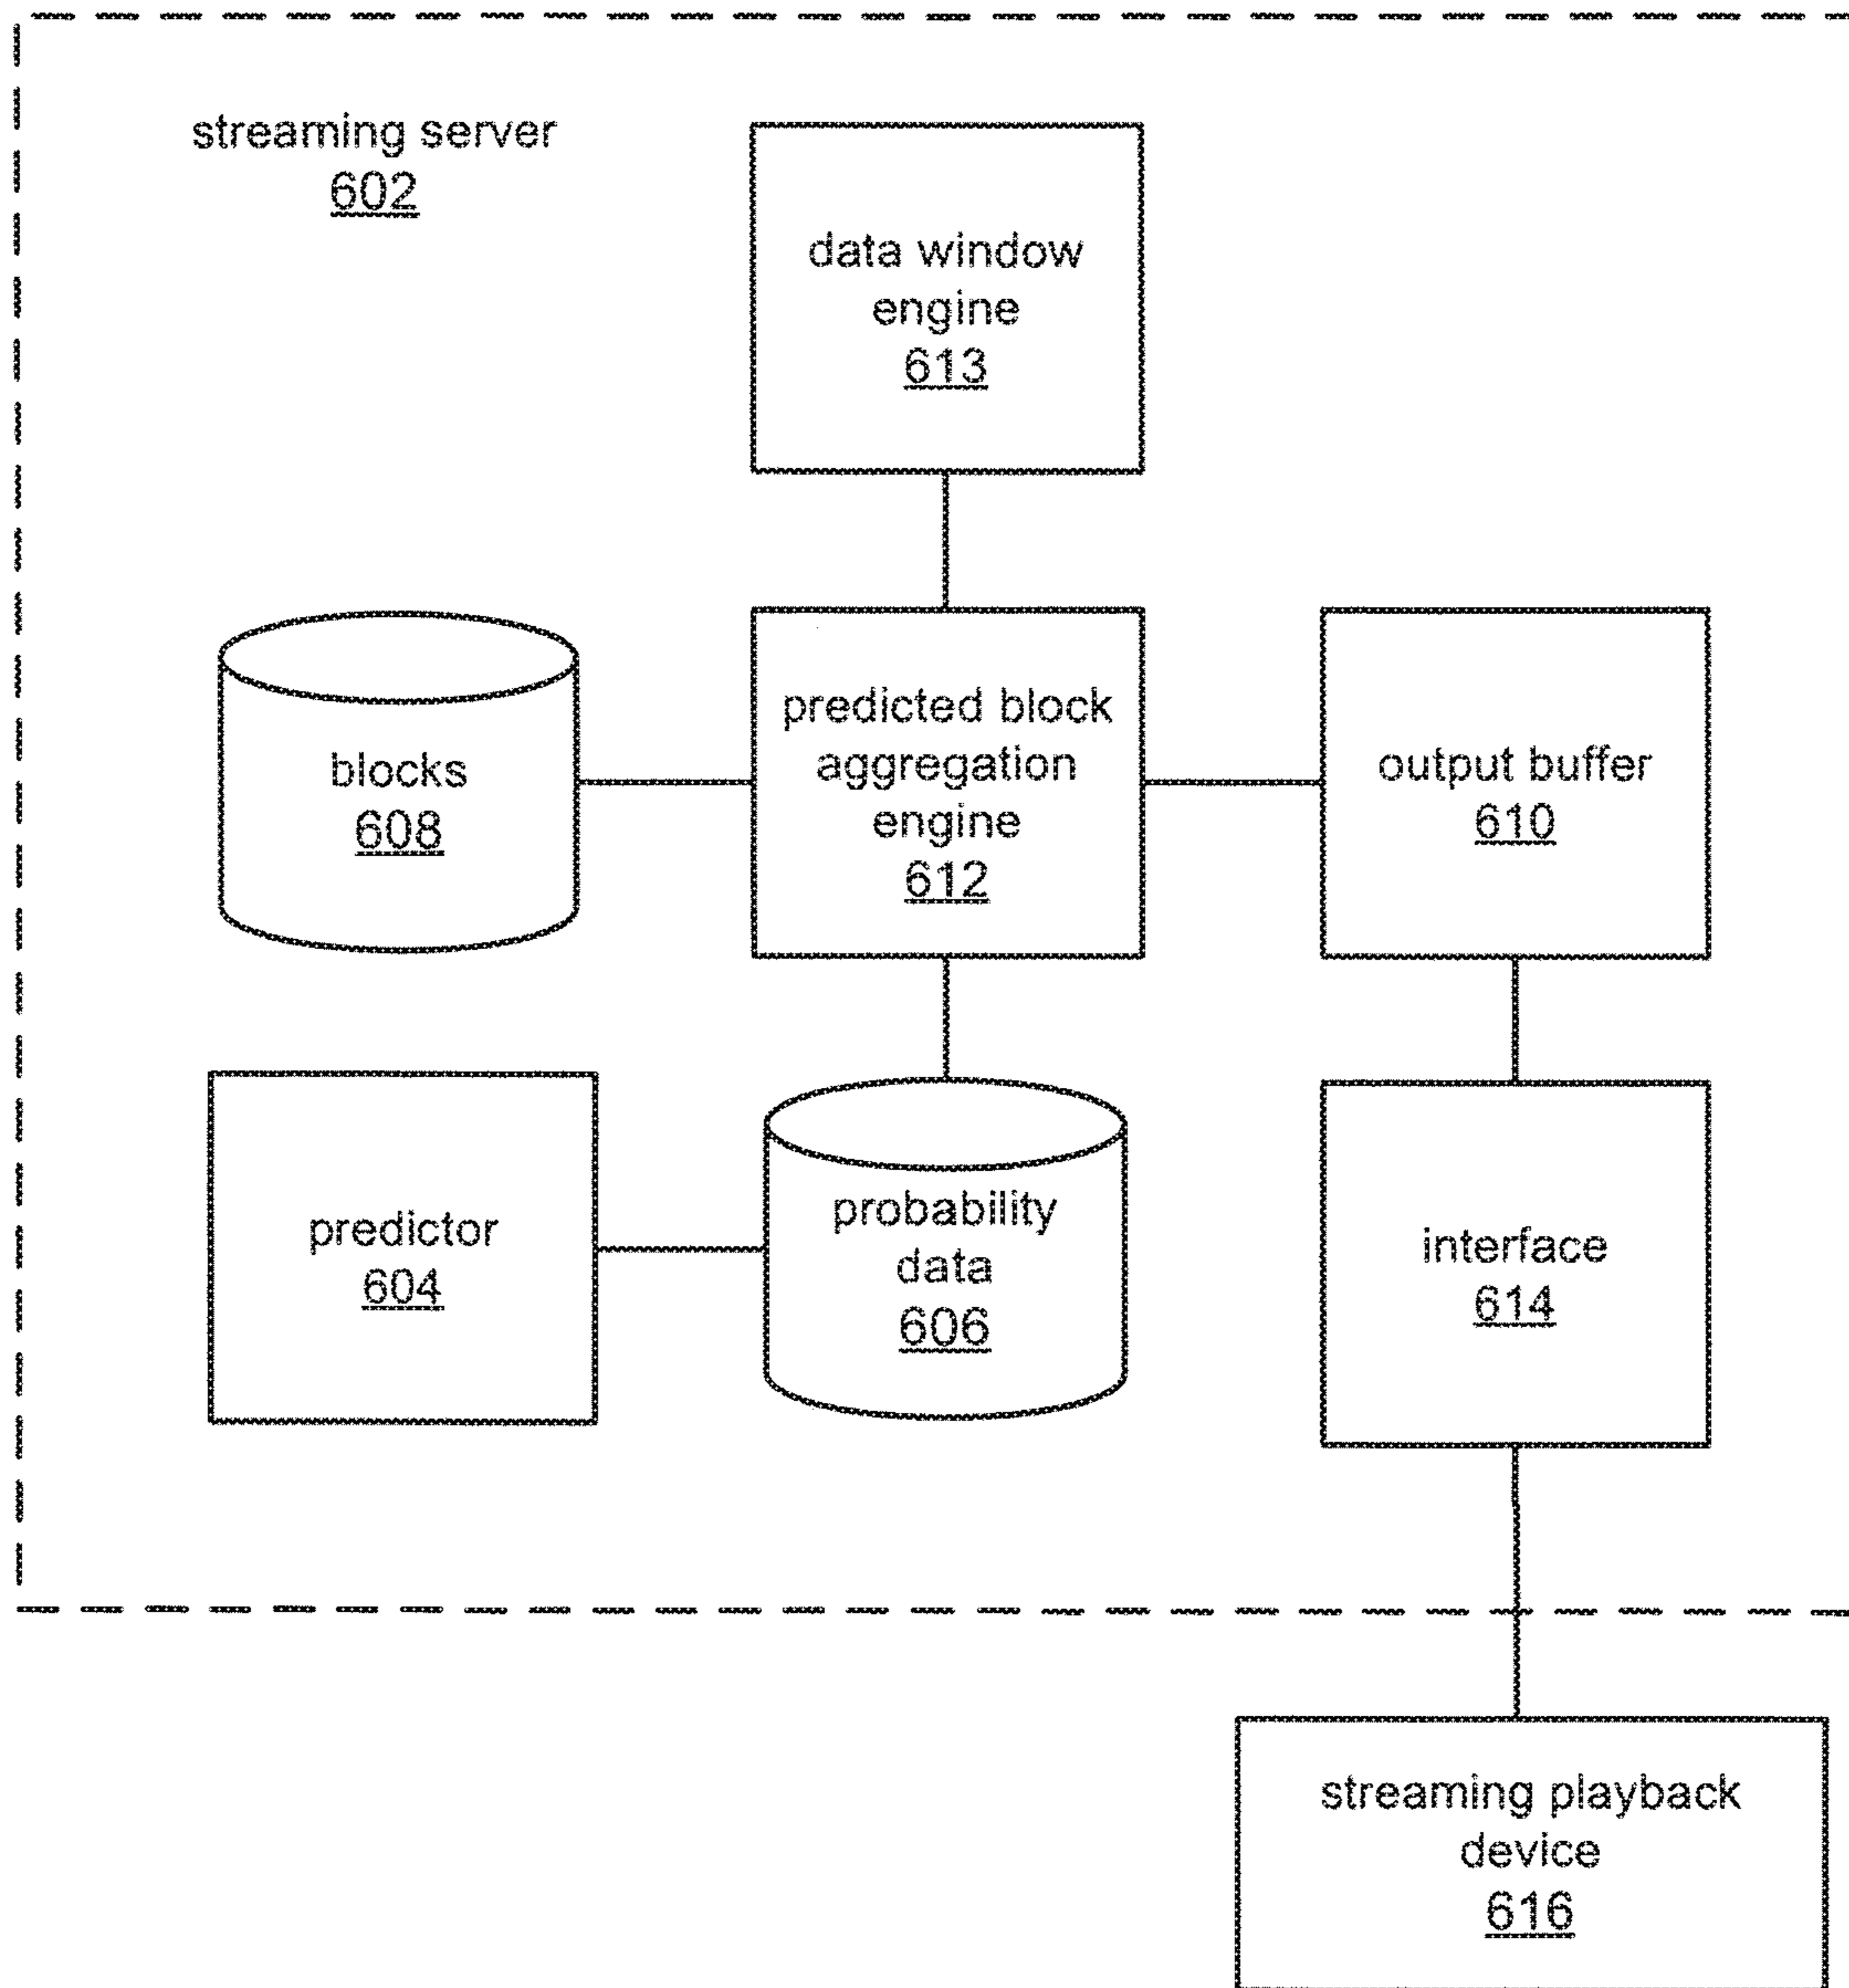 streaming server
602
data window
engine
613
blocks
608
predicted block
aggregation
engine
612
output buffer
610
predictor
604
probability
data
606
interface
614
streaming playback
device
616